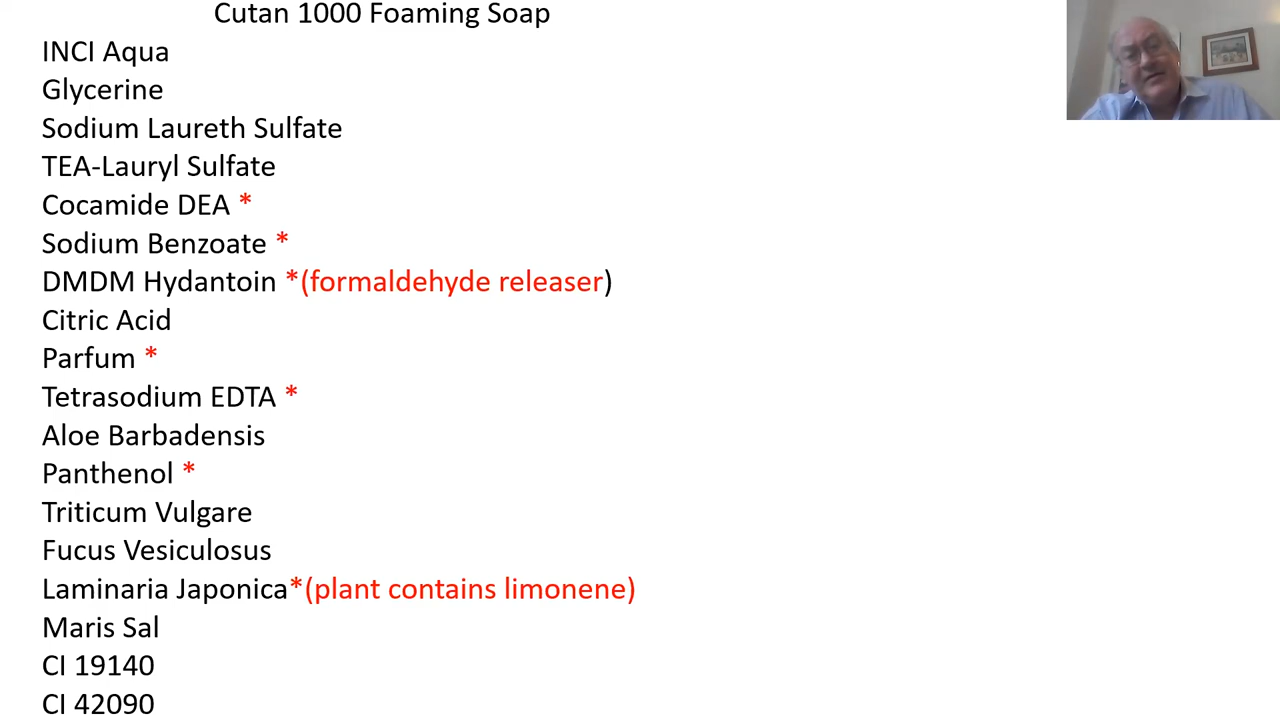 Cutan 1000 Foaming Soap
INCI Aqua
Glycerine
Sodium Laureth Sulfate
TEA-Lauryl Sulfate
Cocamide DEA *
Sodium Benzoate *
DMDM Hydantoin *(formaldehyde releaser)
Citric Acid
Parfum *
Tetrasodium EDTA *
Aloe Barbadensis
Panthenol *
Triticum Vulgare
Fucus Vesiculosus
Laminaria Japonica*(plant contains limonene)
Maris Sal
CI 19140
CI 42090